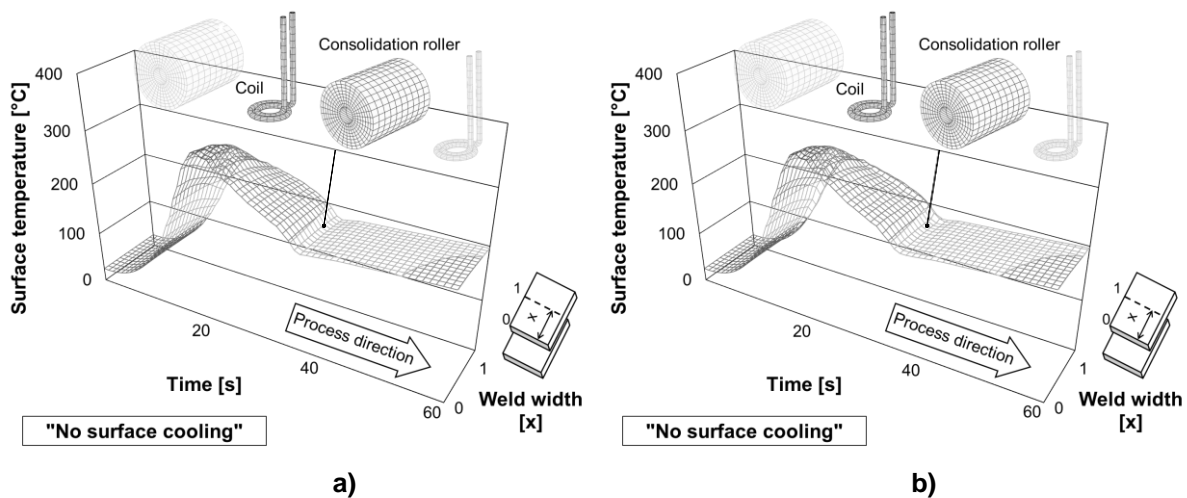 Consolidation roller
Coil
Surface temperature [°C]
400
300
200
100
0
20
40
60
Time [s]
Process direction
0
1
Weld width
[x]
1
0
x
"No surface cooling"
a)
Consolidation roller
Coil
Surface temperature [°C]
400
300
200
100
0
20
40
60
Time [s]
Process direction
0
1
Weld width
[x]
1
0
x
"No surface cooling"
b)